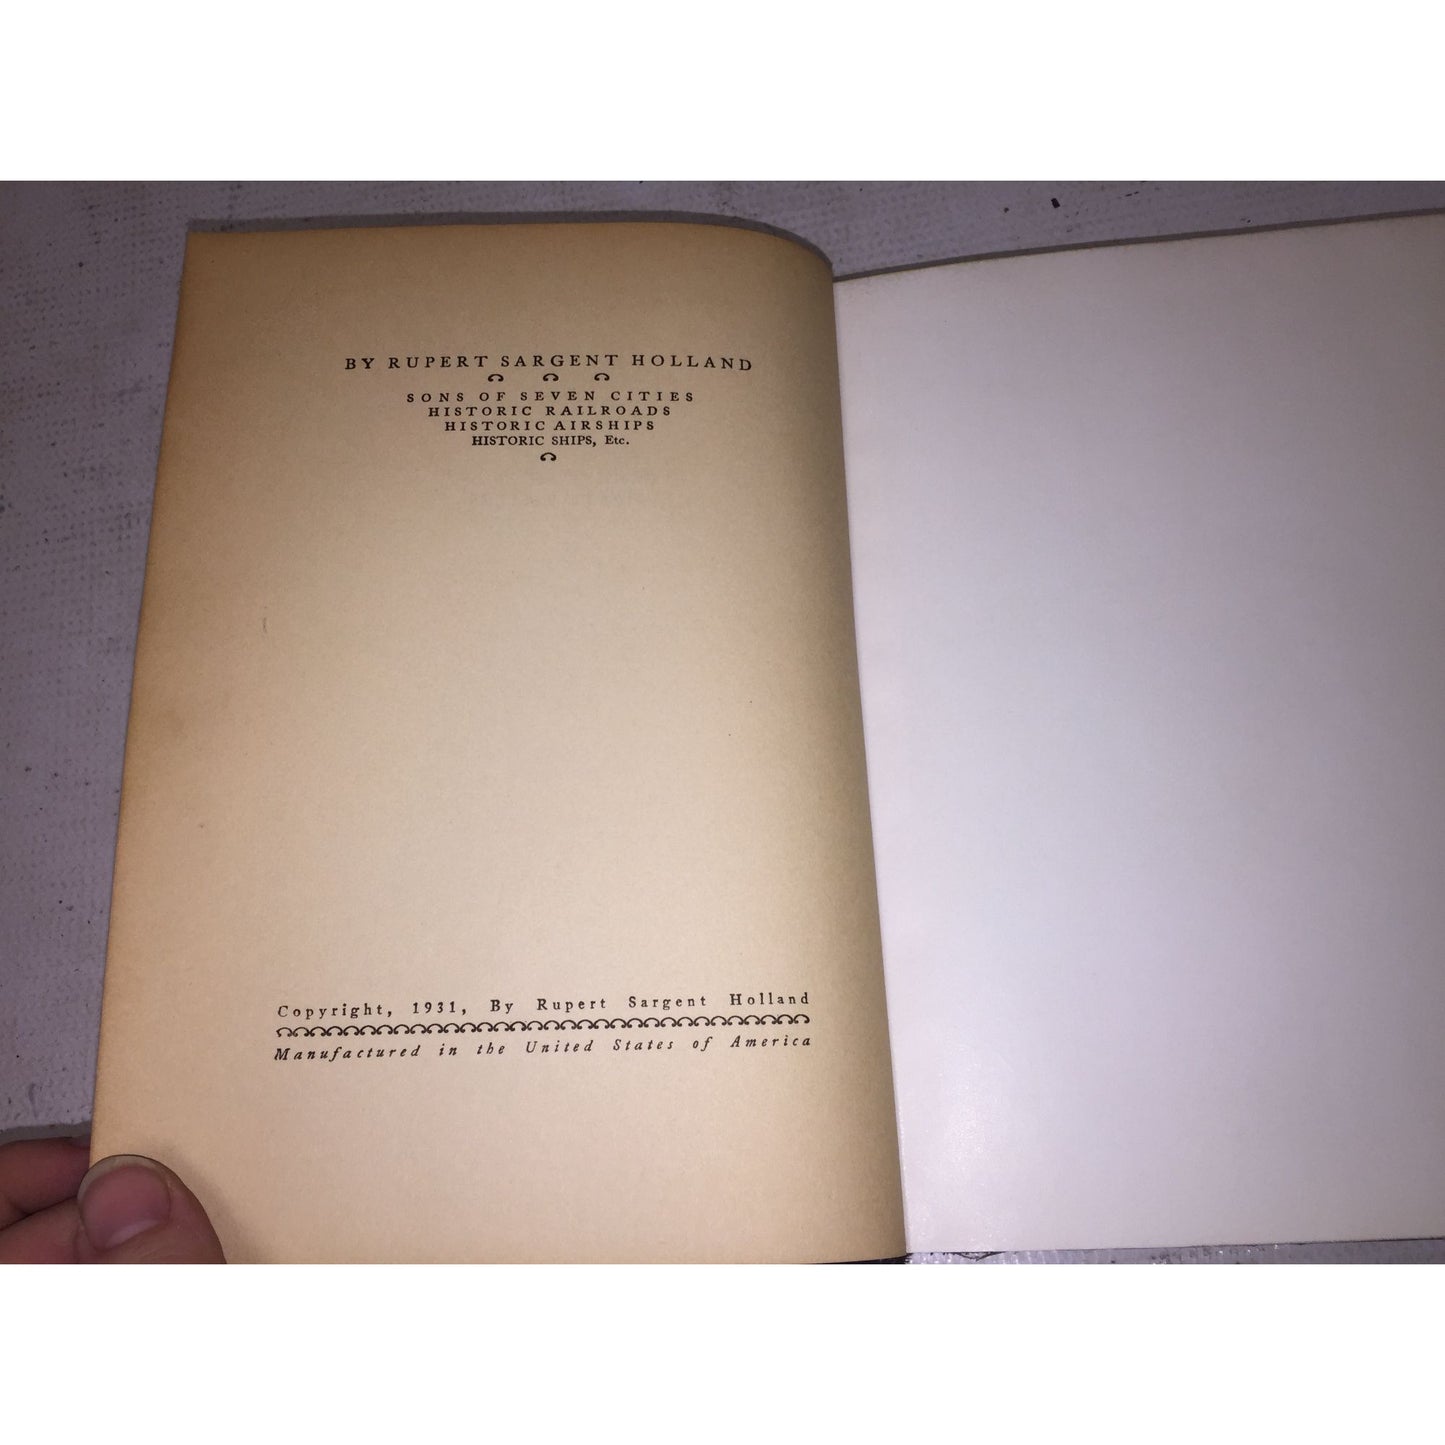 BY RUPERT SARGENT HOLLAND
SONS OF SEVEN CITIES
HISTORIC RAILROADS
HISTORIC AIRSHIPS
HISTORIC SHIPS, Etc.
Copyright, 1931, By Rupert Sargent Holland
Manufactured in the United States of America